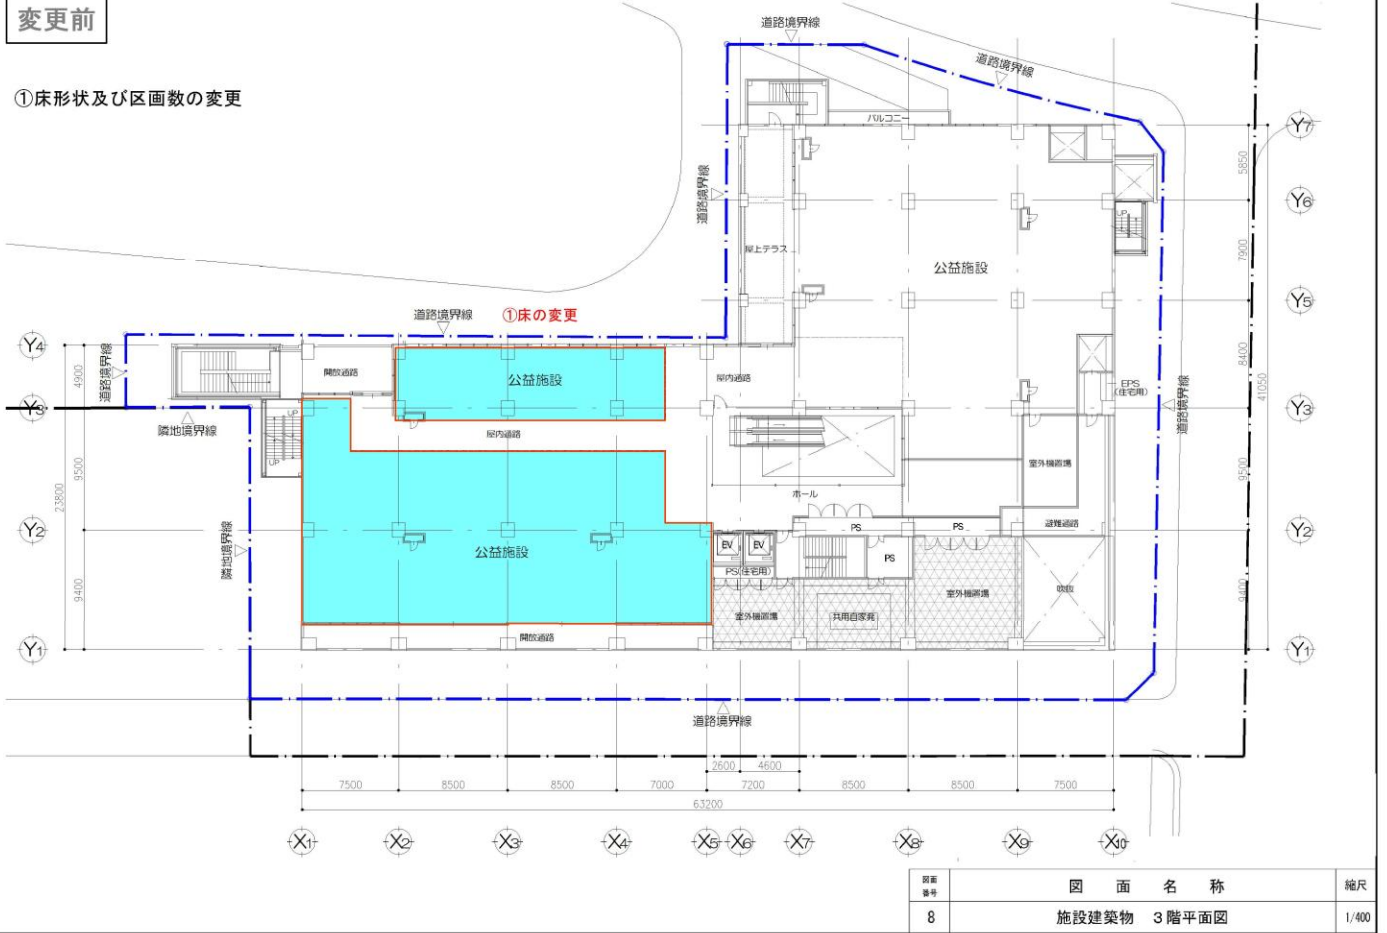 変更前
①床形状及び区画数の変更
道路境界線
道路境界線
バルコニー
Y7
5850
道路境界線
Y6
UP
屋上テラス
7900
公益施設
道路境界線
①床の変更
Y5
Y4
道路境界線
4900
開放通路
公益施設
屋内通路
8400
41050
EPS
(住宅用)
道路境界線
Y3
Y3
隣地境界線
UP
UP
屋内通路
9500
23800
室外機置場
9500
ホール
Y2
隣地境界線
公益施設
PS
PS
避難通路
Y2
EV
EV
PS
PS(住宅用)
9400
室外機置場
共用自家発
室外機置場
吹抜
9400
Y1
開放通路
Y1
道路境界線
2600
4600
7500
8500
8500
7000
7200
8500
8500
7500
63200
X1
X2
X3
X4
X5
X6
X7
X8
X9
X10
図面番号
図面名称
縮尺
8
施設建築物 3階平面図
1/400